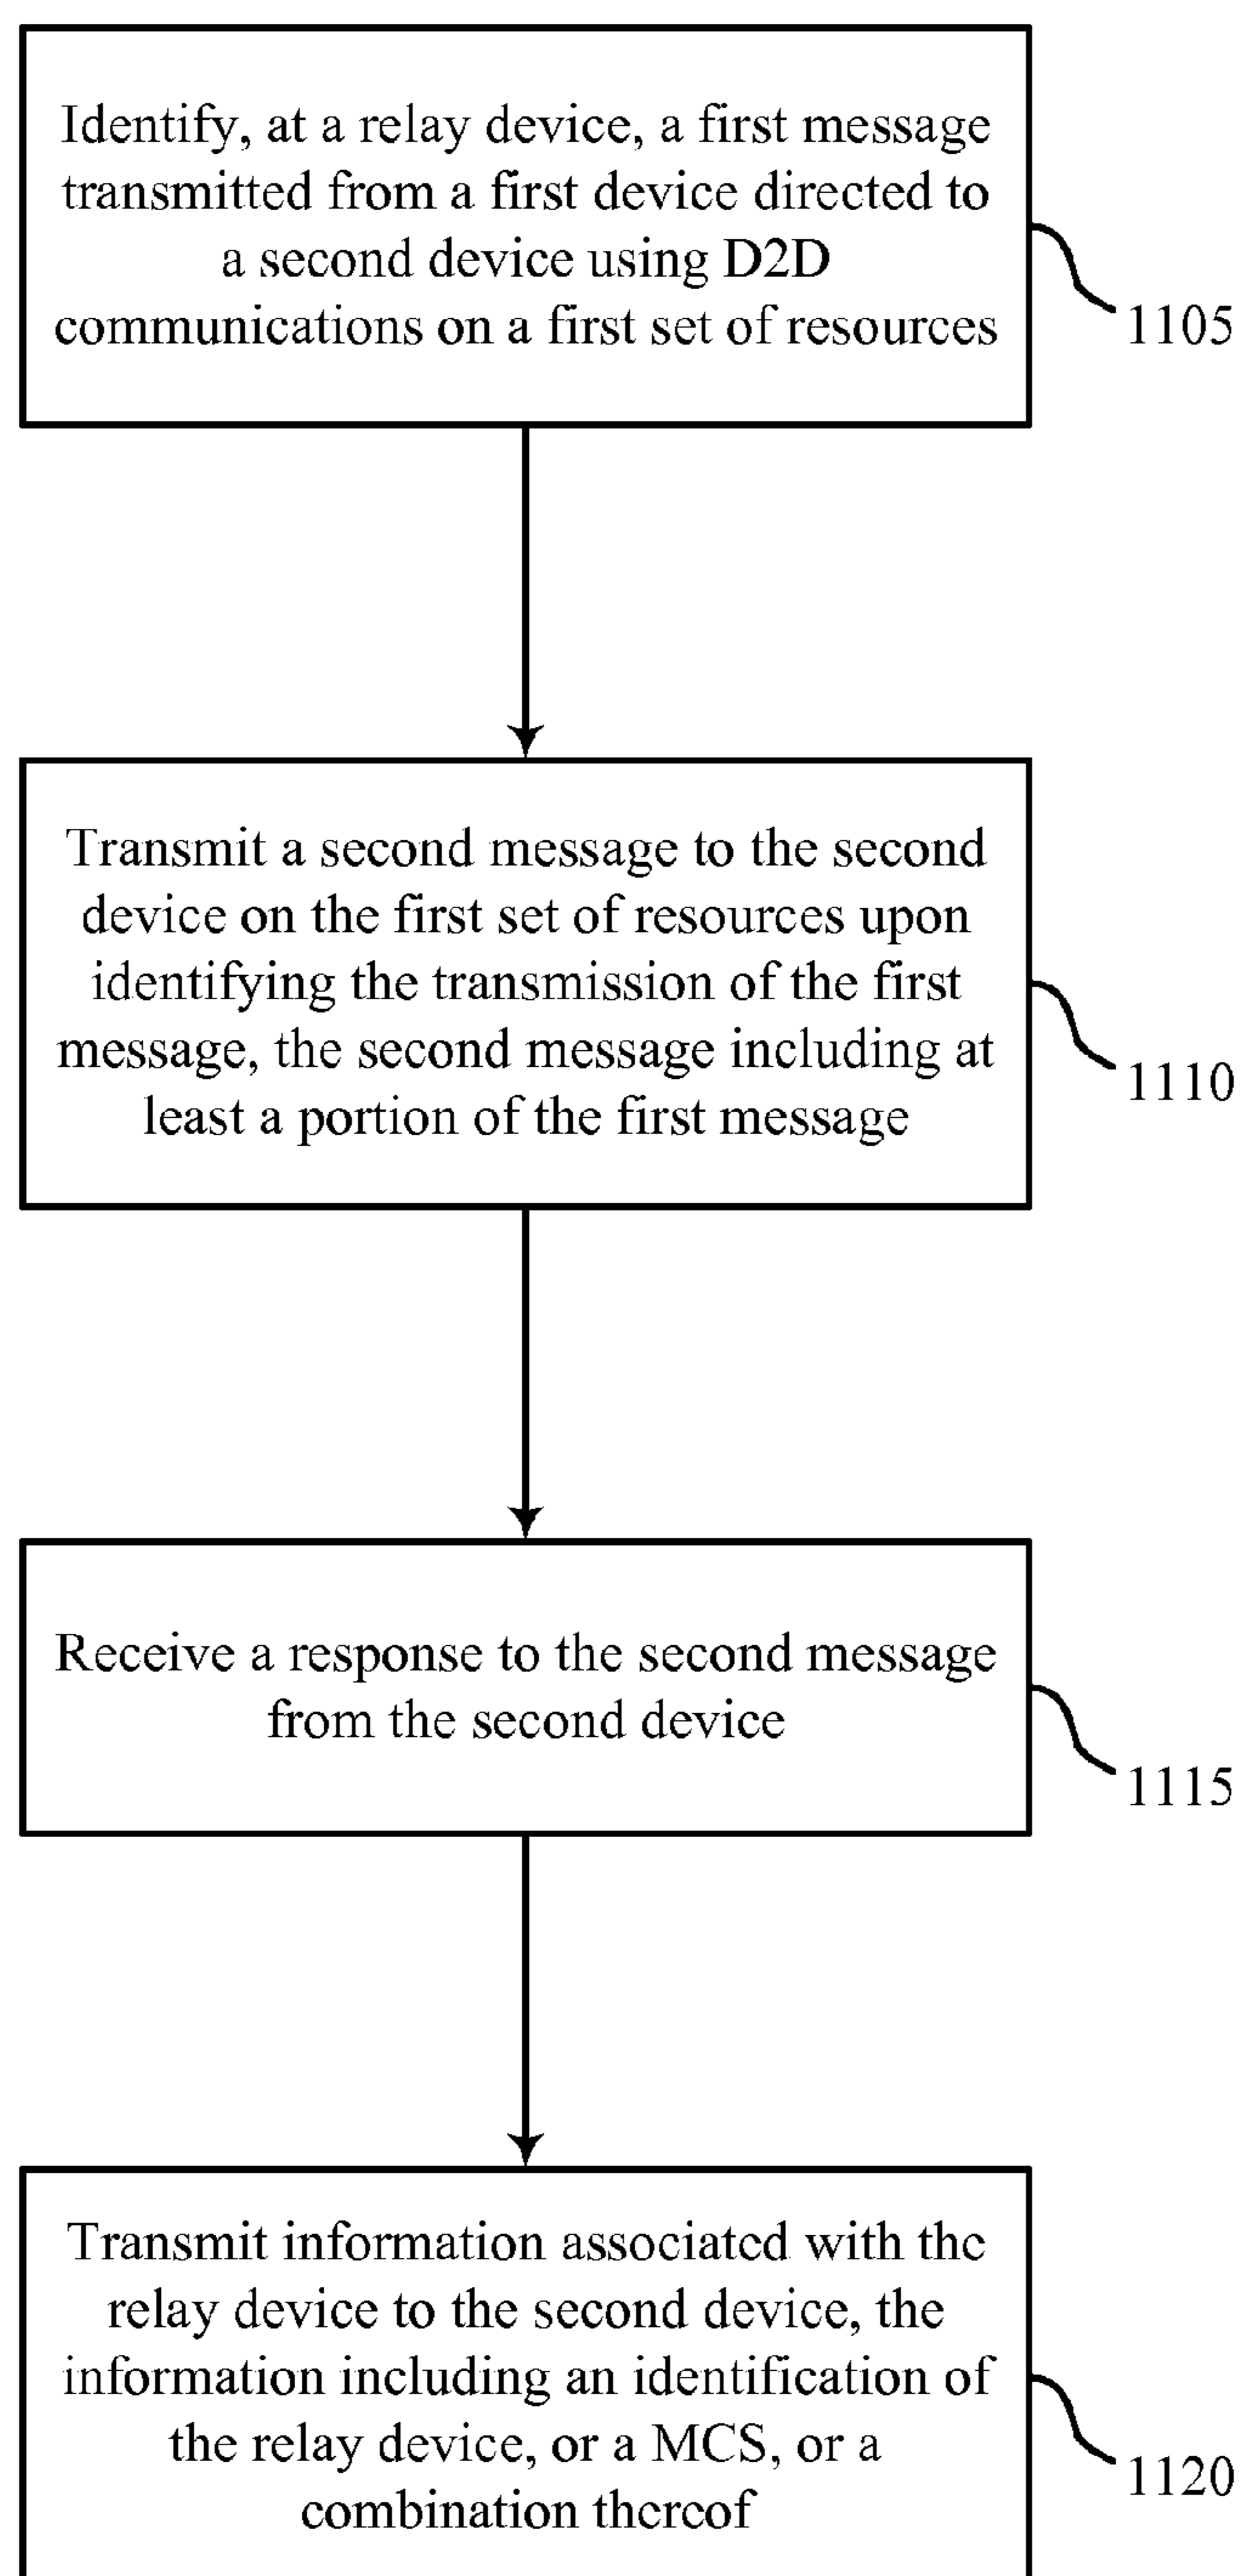 Identify, at a relay device, a first message
transmitted from a first device directed to
a second device using D2D
communications on a first set of resources
1105
Transmit a second message to the second
device on the first set of resources upon
identifying the transmission of the first
message, the second message including at
least a portion of the first message
1110
Receive a response to the second message
from the second device
1115
Transmit information associated with the
relay device to the second device, the
information including an identification of
the relay device, or a MCS, or a
combination thereof
1120